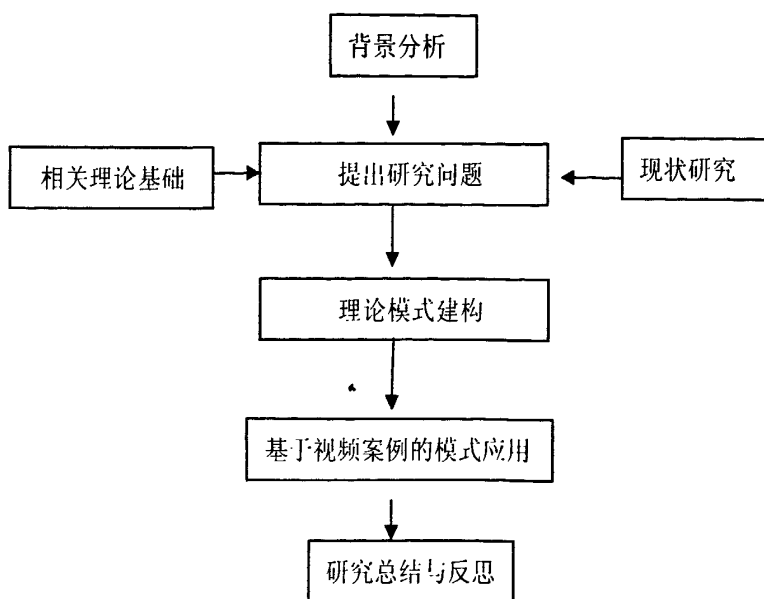 背景分析
相关理论基础
提出研究问题
现状研究
理论模式建构
基于视频案例的模式应用
研究总结与反思